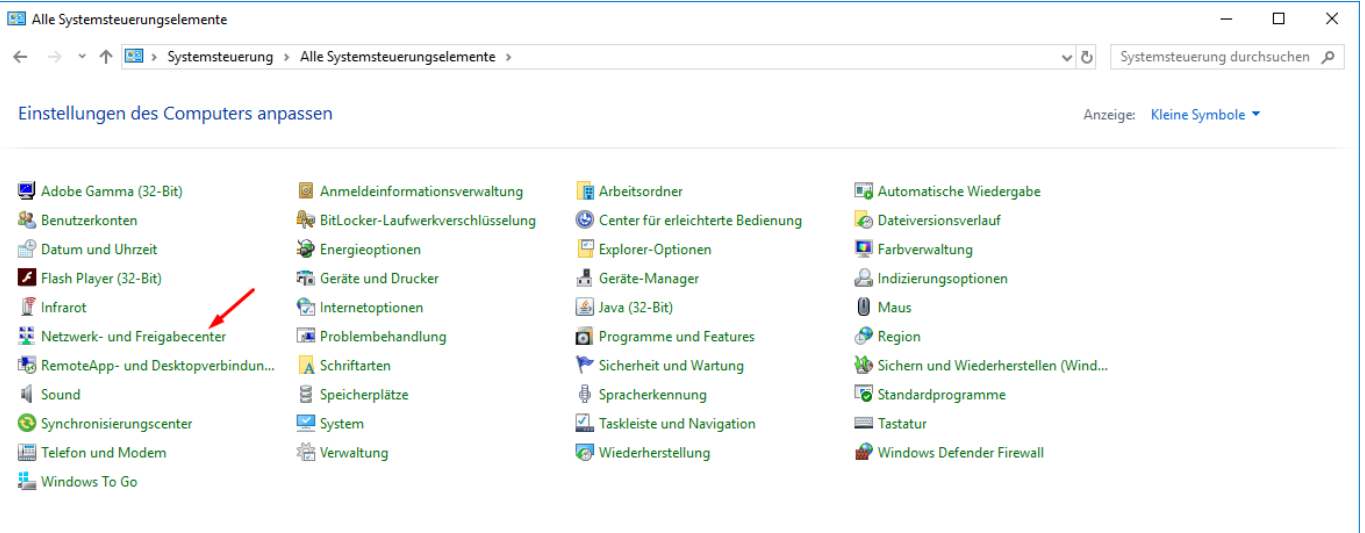 Alle Systemsteuerungselemente
Systemsteuerung > Alle Systemsteuerungselemente >
Systemsteuerung durchsuchen
Einstellungen des Computers anpassen
Anzeige: Kleine Symbole
Adobe Gamma (32-Bit)
Anmeldeinformationsverwaltung
Arbeitsordner
Automatische Wiedergabe
Benutzerkonten
BitLocker-Laufwerkverschlüsselung
Center für erleichterte Bedienung
Dateiversionsverlauf
Datum und Uhrzeit
Energieoptionen
Explorer-Optionen
Farbverwaltung
Flash Player (32-Bit)
Geräte und Drucker
Geräte-Manager
Indizierungsoptionen
Infrarot
Internetoptionen
Java (32-Bit)
Maus
Netzwerk- und Freigabecenter
Problembehandlung
Programme und Features
Region
RemoteApp- und Desktopverbindun...
Schriftarten
Sicherheit und Wartung
Sichern und Wiederherstellen (Wind...
Sound
Speicherplätze
Spracherkennung
Standardprogramme
Synchronisierungscenter
System
Taskleiste und Navigation
Tastatur
Telefon und Modem
Verwaltung
Wiederherstellung
Windows Defender Firewall
Windows To Go